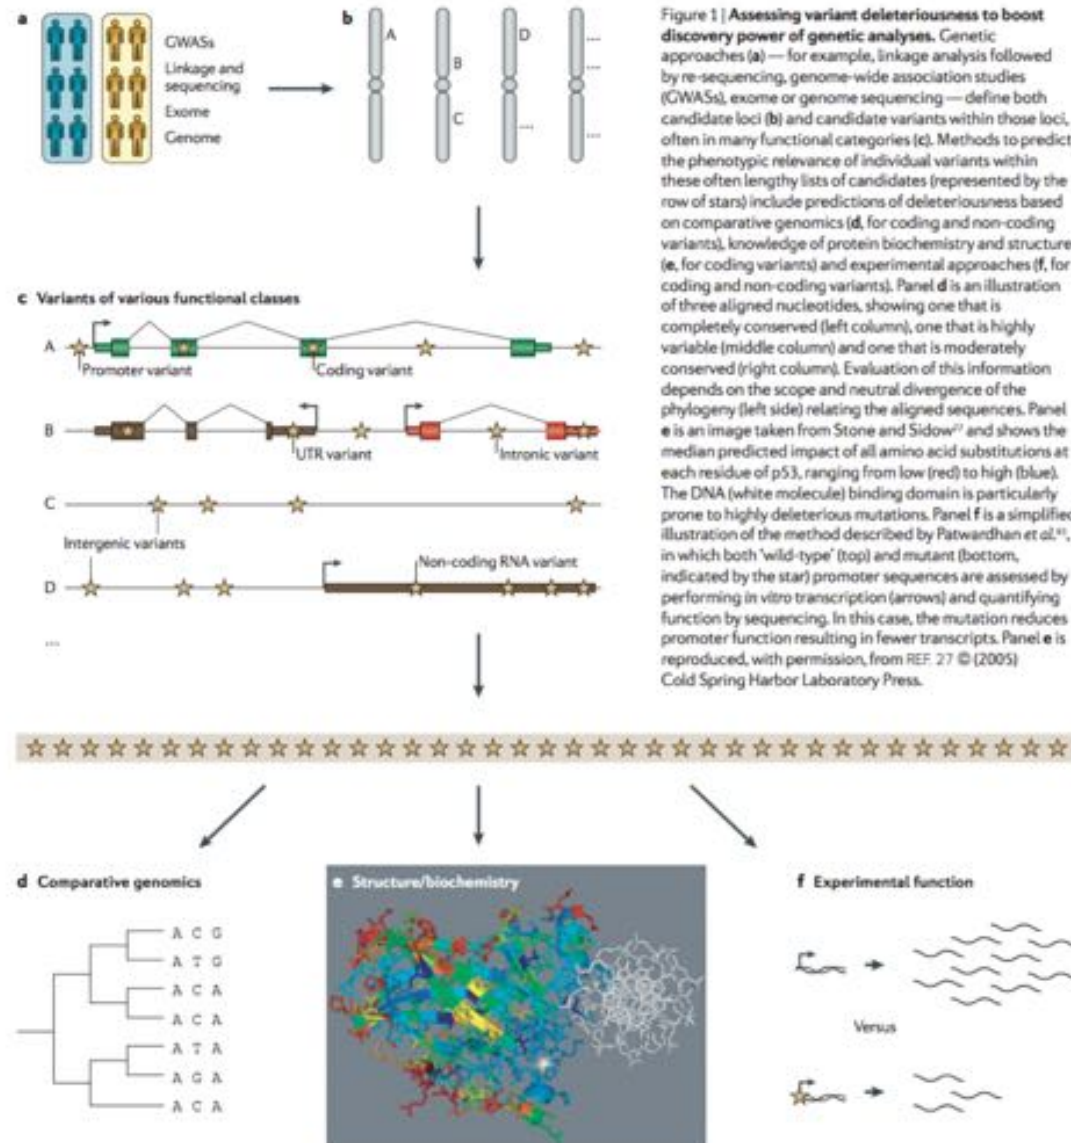 a
GWASs
Linkage and
sequencing
Exome
Genome
b
A
B
C
D
...
...
...
...
Figure 1 | Assessing variant deleteriousness to boost
discovery power of genetic analyses. Genetic
approaches (a) — for example, linkage analysis followed
by re-sequencing, genome-wide association studies
(GWASs), exome or genome sequencing — define both
candidate loci (b) and candidate variants within those loci,
often in many functional categories (c). Methods to predict
the phenotypic relevance of individual variants within
these often lengthy lists of candidates (represented by the
row of stars) include predictions of deleteriousness based
on comparative genomics (d, for coding and non-coding
variants), knowledge of protein biochemistry and structure
(e, for coding variants) and experimental approaches (f, for
coding and non-coding variants). Panel d is an illustration
of three aligned nucleotides, showing one that is
completely conserved (left column), one that is highly
variable (middle column) and one that is moderately
conserved (right column). Evaluation of this information
depends on the scope and neutral divergence of the
phylogeny (left side) relating the aligned sequences. Panel
e is an image taken from Stone and Sidow²⁷ and shows the
median predicted impact of all amino acid substitutions at
each residue of p53, ranging from low (red) to high (blue).
The DNA (white molecule) binding domain is particularly
prone to highly deleterious mutations. Panel f is a simplified
illustration of the method described by Patwardhan et al.,
in which both 'wild-type' (top) and mutant (bottom,
indicated by the star) promoter sequences are assessed by
performing in vitro transcription (arrows) and quantifying
function by sequencing. In this case, the mutation reduces
promoter function resulting in fewer transcripts. Panel e is
reproduced, with permission, from REF. 27 © (2005)
Cold Spring Harbor Laboratory Press.
c Variants of various functional classes
A
Promoter variant
Coding variant
B
UTR variant
Intronic variant
C
Intergenic variants
Non-coding RNA variant
D
...
d Comparative genomics
A C G
A T G
A C A
A C A
A T A
A G A
A C A
e Structure/biochemistry
f Experimental function
Versus